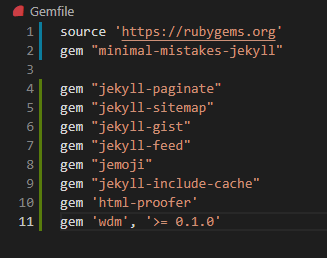 Gemfile
1 source 'https://rubygems.org'
2 gem "minimal-mistakes-jekyll"
3
4 gem "jekyll-paginate"
5 gem "jekyll-sitemap"
6 gem "jekyll-gist"
7 gem "jekyll-feed"
8 gem "jemoji"
9 gem "jekyll-include-cache"
10 gem 'html-proofer'
11 gem 'wdm', '>= 0.1.0'